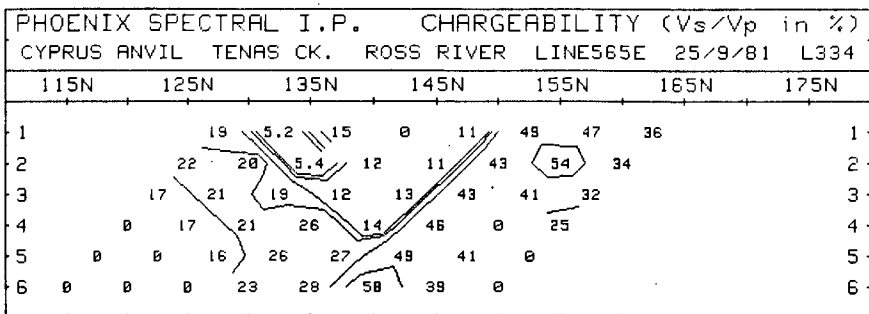 PHOENIX SPECTRAL I.P. CHARGEABILITY (Vs/Vp in %)
CYPRUS ANVIL TENAS CK. ROSS RIVER LINE565E 25/9/81 L334
115N 125N 135N 145N 155N 165N 175N
1 19 5.2 15 0 11 49 47 36 1
2 22 20 5.4 12 11 43 54 34 2
3 17 21 19 12 13 43 41 32 3
4 0 17 21 26 14 46 0 25 4
5 0 0 16 26 27 49 41 0 5
6 0 0 0 23 28 50 39 0 6